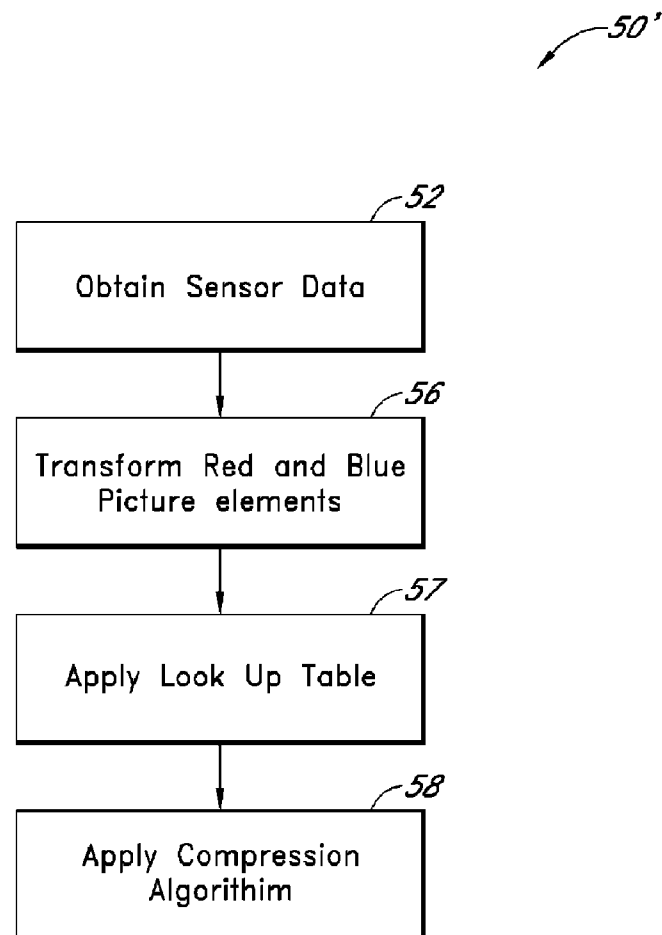 50'
52
Obtain Sensor Data
56
Transform Red and Blue
Picture elements
57
Apply Look Up Table
58
Apply Compression
Algorithim